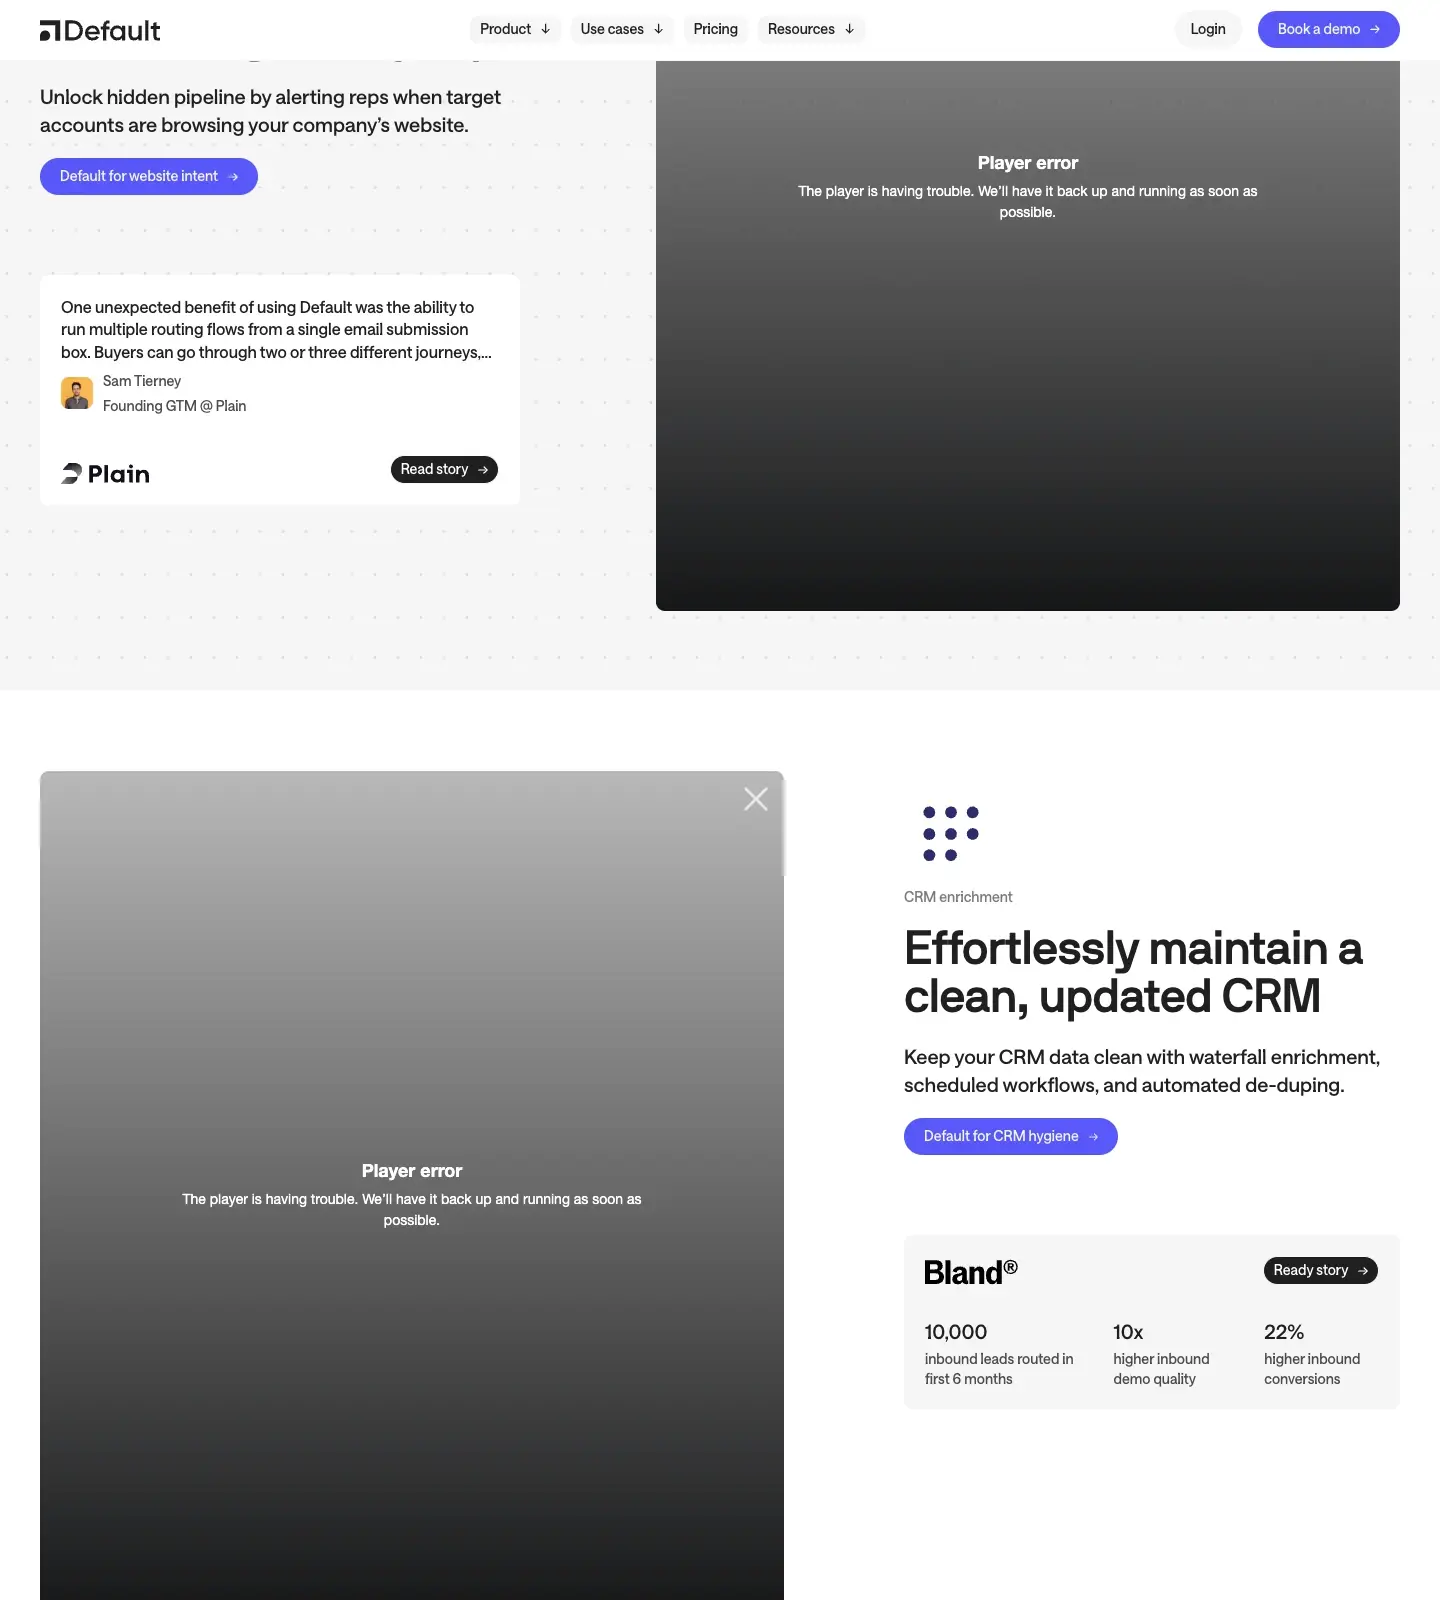 Default
Product ↓
Use cases ↓
Pricing
Resources ↓
Login
Book a demo →
Unlock hidden pipeline by alerting reps when target
accounts are browsing your company’s website.
Default for website intent →
Player error
The player is having trouble. We’ll have it back up and running as soon as
possible.
One unexpected benefit of using Default was the ability to
run multiple routing flows from a single email submission
box. Buyers can go through two or three different journeys,...
Sam Tierney
Founding GTM @ Plain
Plain
Read story →
Player error
The player is having trouble. We’ll have it back up and running as soon as
possible.
CRM enrichment
Effortlessly maintain a
clean, updated CRM
Keep your CRM data clean with waterfall enrichment,
scheduled workflows, and automated de-duping.
Default for CRM hygiene →
Bland®
Ready story →
10,000
inbound leads routed in
first 6 months
10x
higher inbound
demo quality
22%
higher inbound
conversions